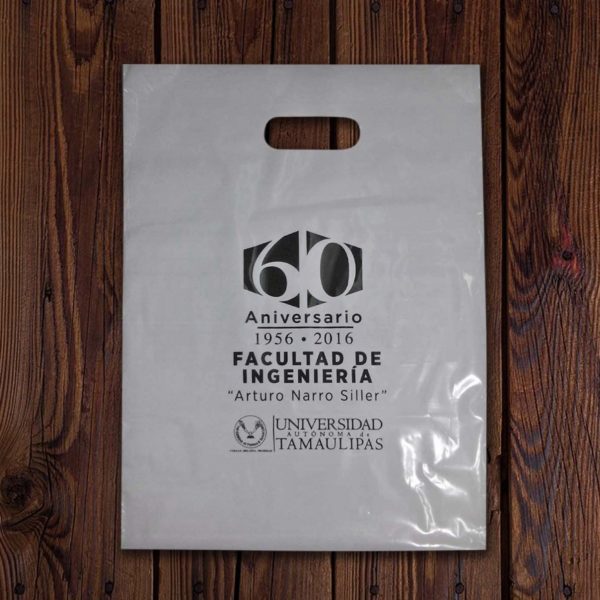 60
Aniversario
1956 • 2016
FACULTAD DE
INGENIERÍA
“Arturo Narro Siller”
UNIVERSIDAD
AUTÓNOMA de
TAMAULIPAS